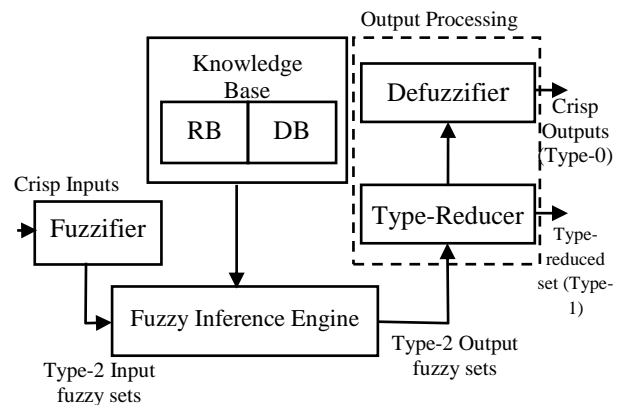 Output Processing
Knowledge
Base
RB
DB
Defuzzifier
Crisp
Outputs
(Type-0)
Crisp Inputs
Fuzzifier
Type-Reducer
Type-
reduced
set (Type-
1)
Fuzzy Inference Engine
Type-2 Input
fuzzy sets
Type-2 Output
fuzzy sets